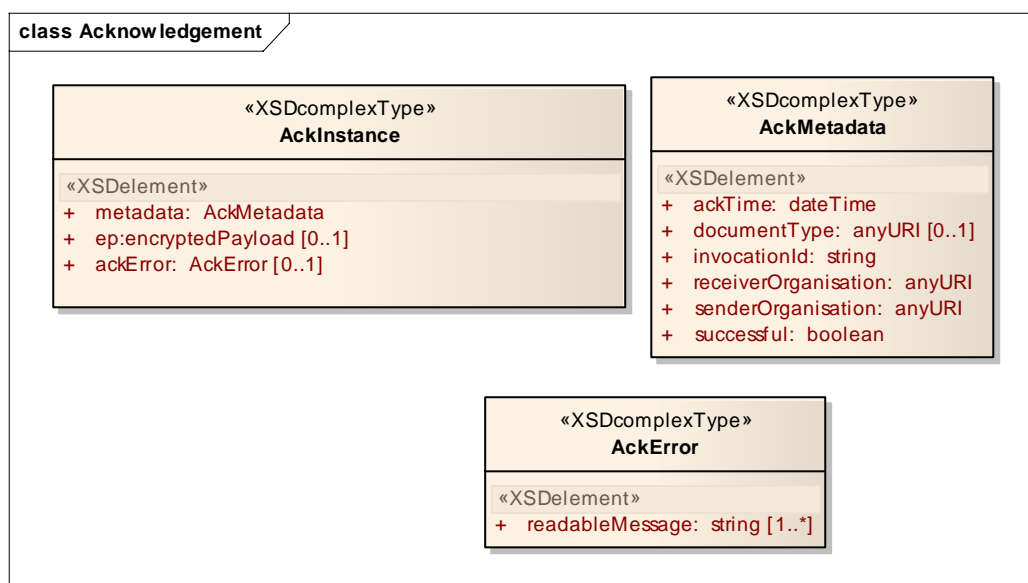 class Acknowledgement
«XSDcomplexType»
AckInstance
«XSDelement»
+ metadata: AckMetadata
+ ep:encryptedPayload [0..1]
+ ackError: AckError [0..1]
«XSDcomplexType»
AckMetadata
«XSDelement»
+ ackTime: dateTime
+ documentType: anyURI [0..1]
+ invocationId: string
+ receiverOrganisation: anyURI
+ senderOrganisation: anyURI
+ successful: boolean
«XSDcomplexType»
AckError
«XSDelement»
+ readableMessage: string [1..*]